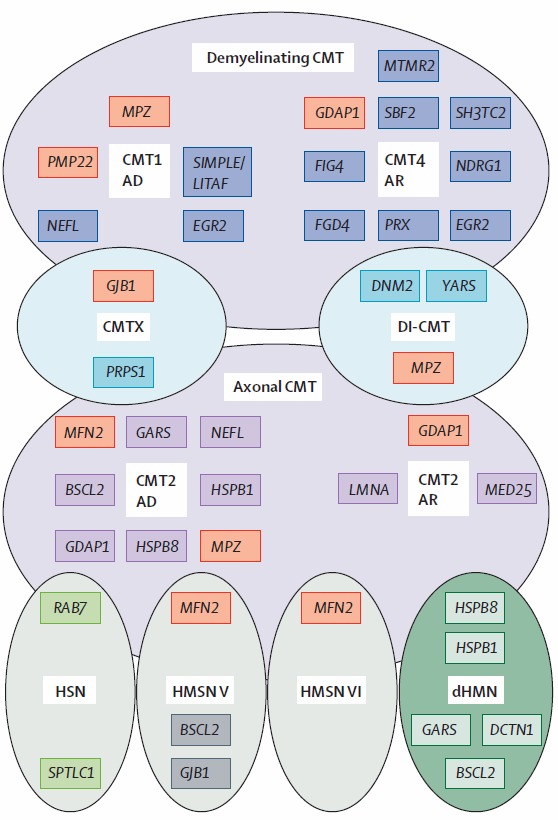 Demyelinating CMT
MTMR2
MPZ
GDAP1
SBF2
SH3TC2
PMP22
CMT1
AD
SIMPLE/
LITAF
FIG4
CMT4
AR
NDRG1
NEFL
EGR2
FGD4
PRX
EGR2
GJB1
CMTX
PRPS1
DNM2
YARS
DI-CMT
MPZ
Axonal CMT
MFN2
GARS
NEFL
BSCL2
CMT2
AD
HSPB1
GDAP1
HSPB8
MPZ
GDAP1
LMNA
CMT2
AR
MED25
RAB7
HSN
SPTLC1
MFN2
HMSN V
BSCL2
GJB1
MFN2
HMSN VI
HSPB8
HSPB1
dHMN
GARS
DCTN1
BSCL2